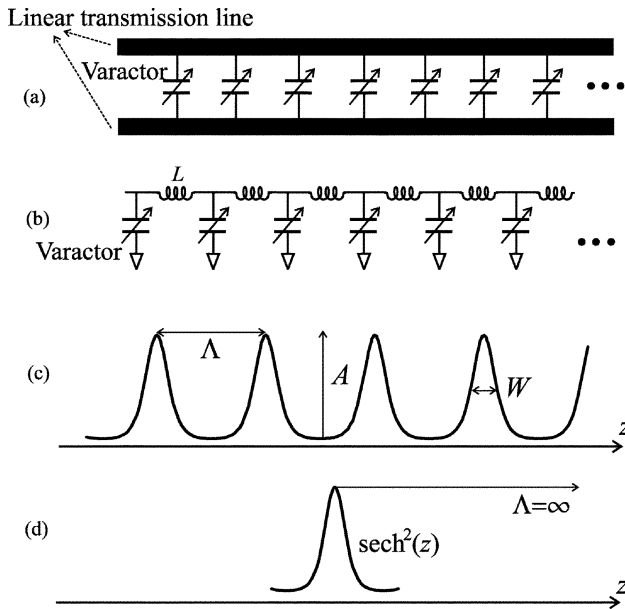 Linear transmission line
Varactor
(a)
•••
L
(b)
Varactor
•••
(c)
Λ
A
W
z
(d)
Λ=∞
sech²(z)
z